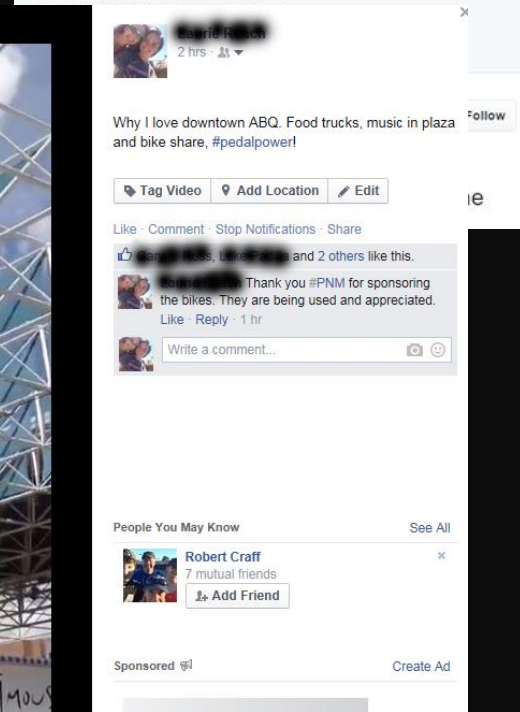 2 hrs ·
Why I love downtown ABQ. Food trucks, music in plaza
and bike share, #pedalpower!
Follow
Tag Video
Add Location
Edit
Like · Comment · Stop Notifications · Share
and 2 others like this.
Thank you #PNM for sponsoring
the bikes. They are being used and appreciated.
Like · Reply · 1 hr
Write a comment...
People You May Know
See All
Robert Craff
7 mutual friends
Add Friend
Sponsored
Create Ad